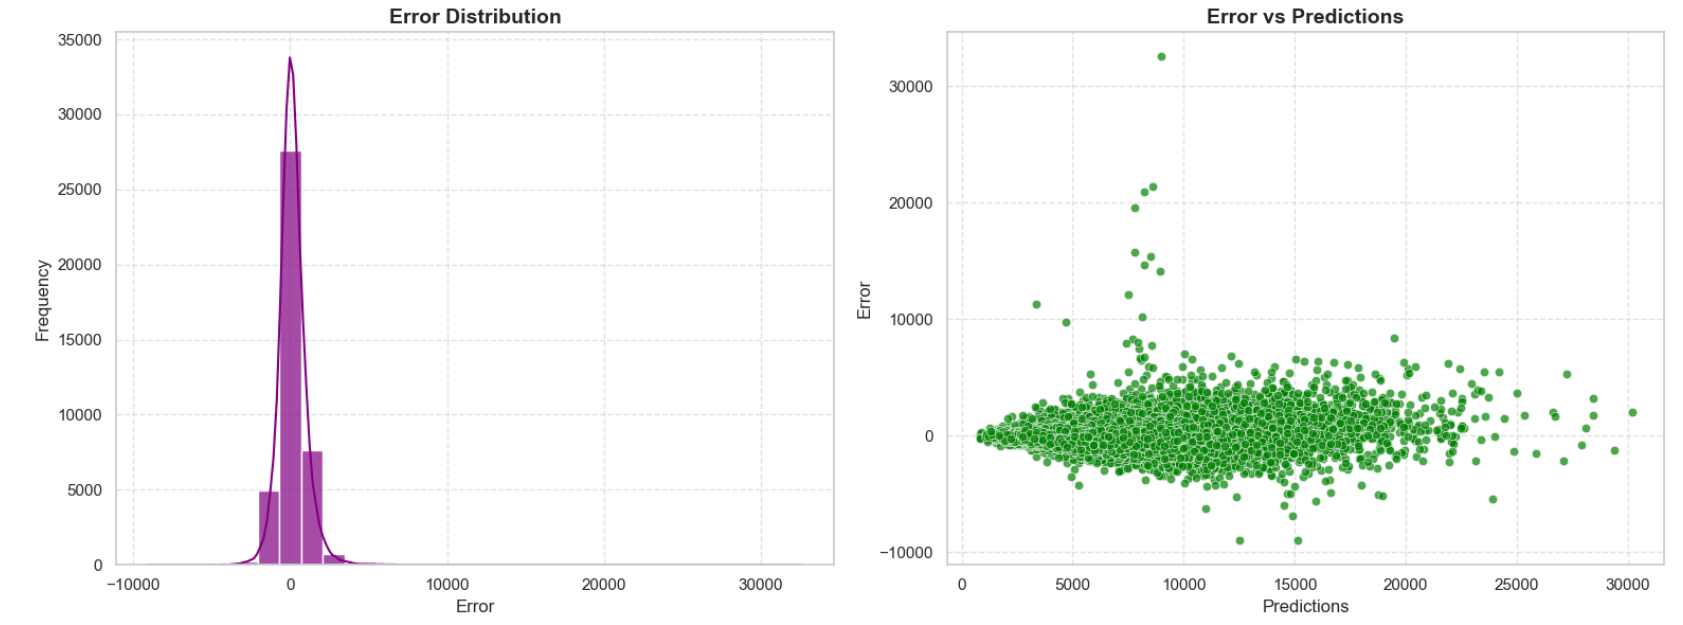 Error Distribution
35000
30000
25000
20000
15000
10000
5000
0
Frequency
−10000 0 10000 20000 30000
Error
Error vs Predictions
30000
20000
10000
0
−10000
Error
0 5000 10000 15000 20000 25000 30000
Predictions